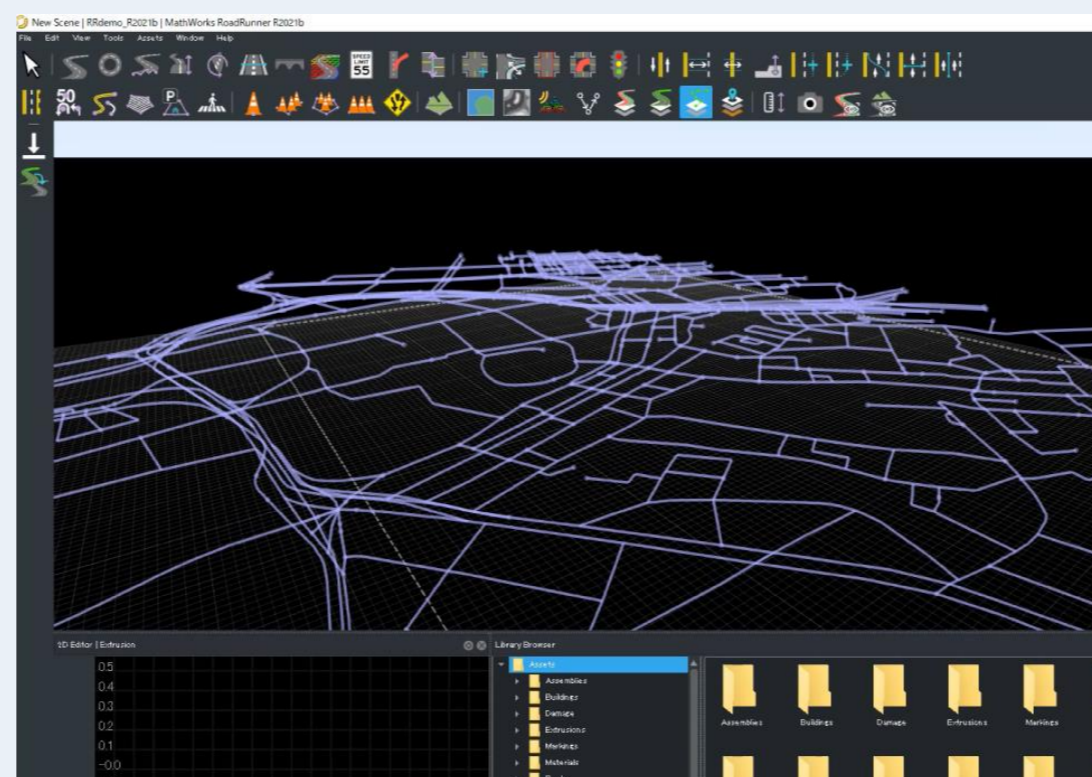 New Scene | RRdemo_R2021b | MathWorks RoadRunner R2021b
File Edit View Tools Assets Window Help
SPEED LIMIT 55
50
P
2D Editor | Extrusion
Library Browser
0.5
0.4
0.3
0.2
0.1
-0.0
Assets
Assemblies
Buildings
Damage
Extrusions
Markings
Materials
Assemblies Buildings Damage Extrusions Markings